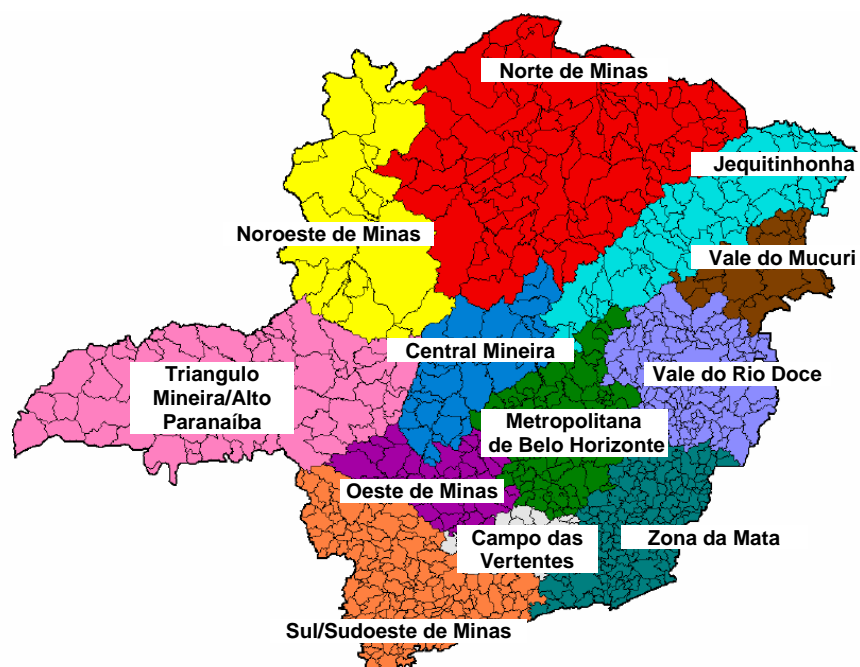 Norte de Minas
Jequitinhonha
Noroeste de Minas
Vale do Mucuri
Central Mineira
Triangulo
Mineira/Alto
Paranaíba
Vale do Rio Doce
Metropolitana
de Belo Horizonte
Oeste de Minas
Campo das
Vertentes
Zona da Mata
Sul/Sudoeste de Minas